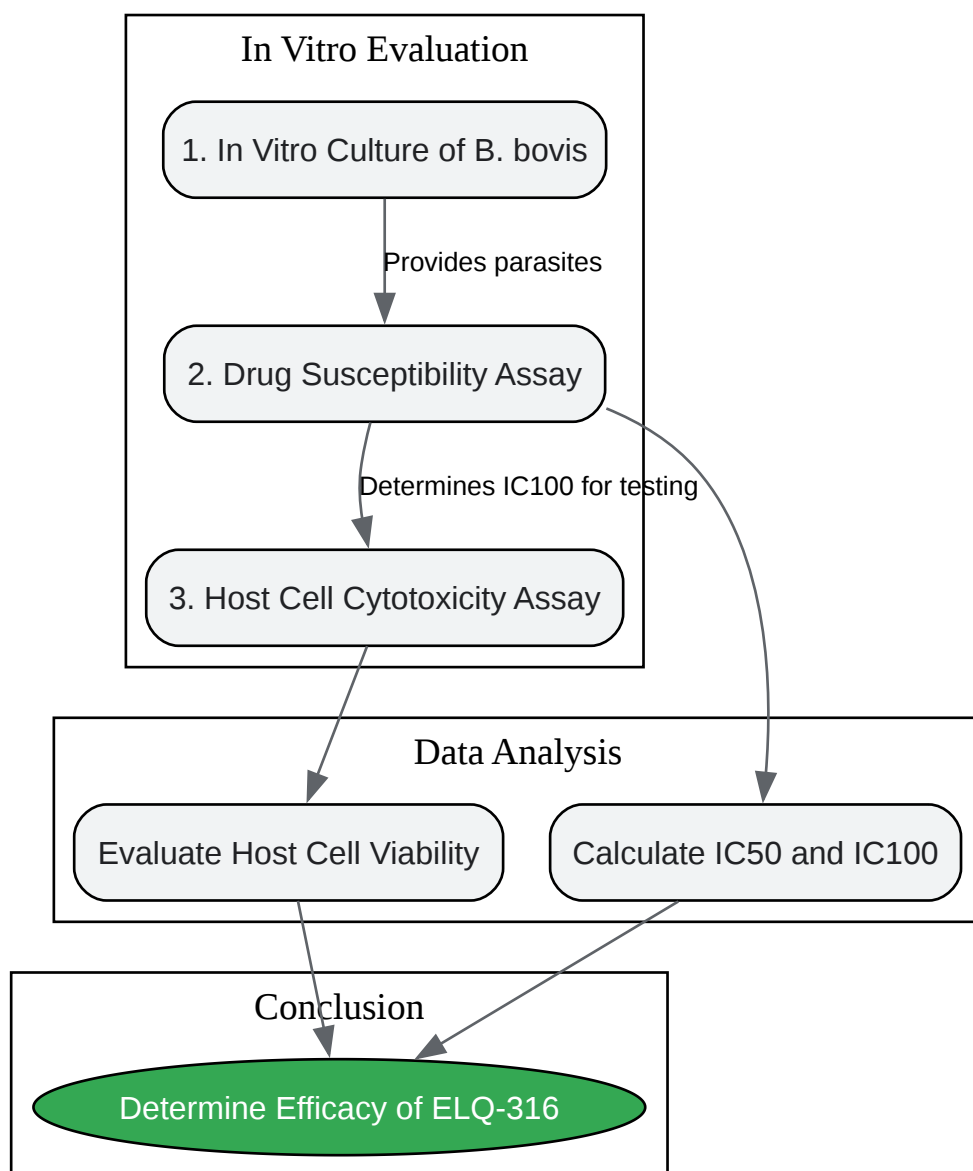 In Vitro Evaluation
1. In Vitro Culture of B. bovis
Provides parasites
2. Drug Susceptibility Assay
Determines IC100 for testing
3. Host Cell Cytotoxicity Assay
Data Analysis
Evaluate Host Cell Viability
Calculate IC50 and IC100
Conclusion
Determine Efficacy of ELQ-316